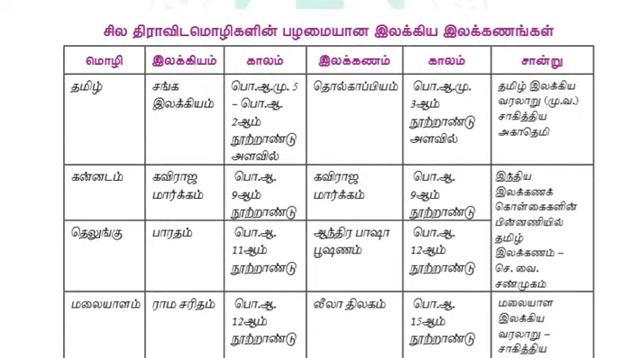 சில திராவிடமொழிகளின் பழமையான இலக்கிய இலக்கணங்கள்
மொழி இலக்கியம் காலம் இலக்கணம் காலம் சான்று
தமிழ்
சங்க
இலக்கியம்
பொ.ஆ.மு. 5
– பொ.ஆ.
2ஆம்
நூற்றாண்டு
அளவில்
தொல்காப்பியம்
பொ.ஆ.மு.
3ஆம்
நூற்றாண்டு
அளவில்
தமிழ் இலக்கிய
வரலாறு (மு.வ.)
சாகித்திய
அகாதெமி
கன்னடம்
கவிராஜ
மார்க்கம்
பொ.ஆ.
9ஆம்
நூற்றாண்டு
கவிராஜ
மார்க்கம்
பொ.ஆ.
9ஆம்
நூற்றாண்டு
இந்திய
இலக்கணக்
கொள்கைகளின்
பின்னணியில்
தமிழ்
இலக்கணம் –
செ. வை.
சண்முகம்
தெலுங்கு
பாரதம்
பொ.ஆ.
11ஆம்
நூற்றாண்டு
ஆந்திர பாஷா
பூஷணம்
பொ.ஆ.
12ஆம்
நூற்றாண்டு
மலையாளம்
ராம சரிதம்
பொ.ஆ.
12ஆம்
நூற்றாண்டு
லீலா திலகம்
பொ.ஆ.
15ஆம்
நூற்றாண்டு
மலையாள
இலக்கிய
வரலாறு –
சாகித்திய